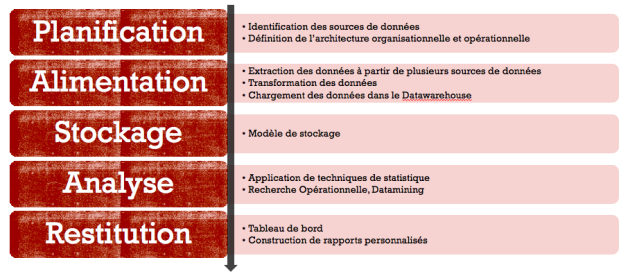 Planification
• Identification des sources de données
• Définition de l'architecture organisationnelle et opérationnelle
Alimentation
• Extraction des données à partir de plusieurs sources de données
• Transformation des données
• Chargement des données dans le Datawarehouse
Stockage
• Modèle de stockage
Analyse
• Application de techniques de statistique
• Recherche Opérationnelle, Datamining
Restitution
• Tableau de bord
• Construction de rapports personnalisés